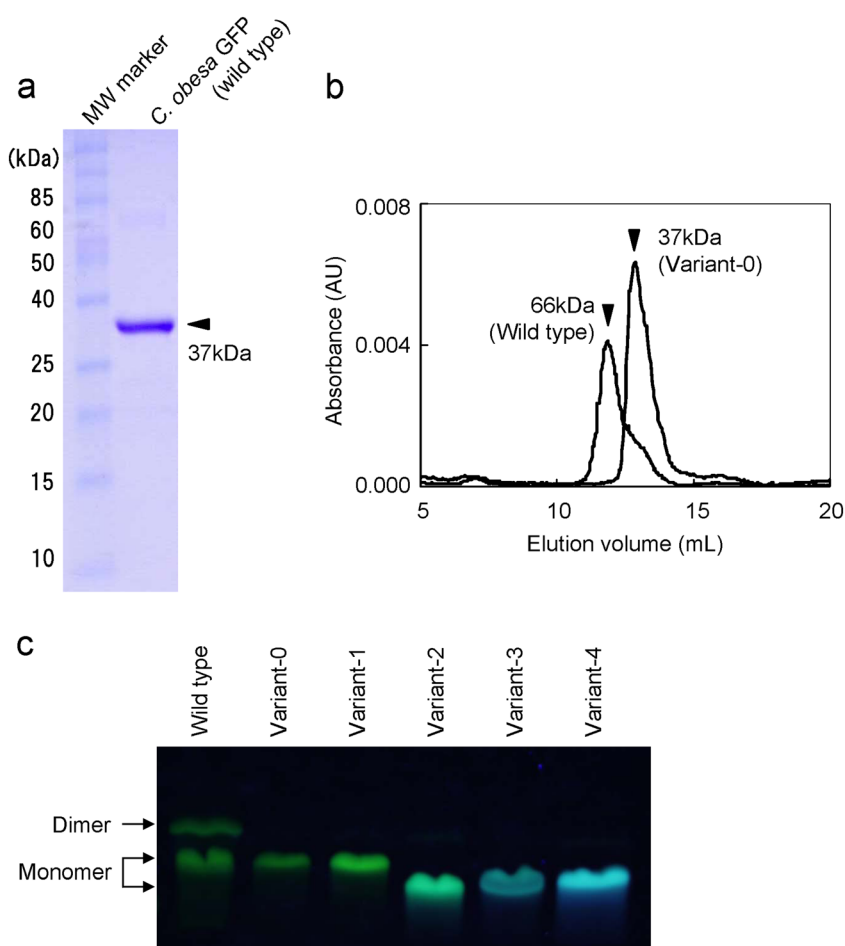 a
MW marker
C. obesa GFP
(wild type)
(kDa)
85
60
50
40
25
20
15
10
37kDa
b
0.008
0.004
0.000
Absorbance (AU)
37kDa
(Variant-0)
66kDa
(Wild type)
5
10
15
20
Elution volume (mL)
c
Wild type
Variant-0
Variant-1
Variant-2
Variant-3
Variant-4
Dimer
Monomer